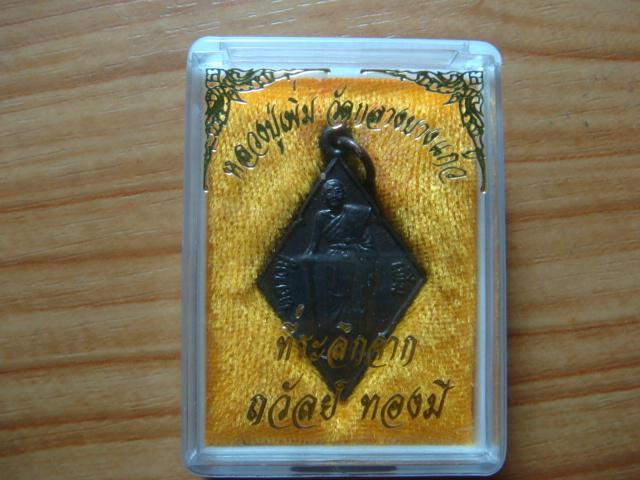 หลวงปู่เพิ่ม วัดกลางบางแก้ว
ที่ระลึกจาก
ถวัลย์ ทองมี